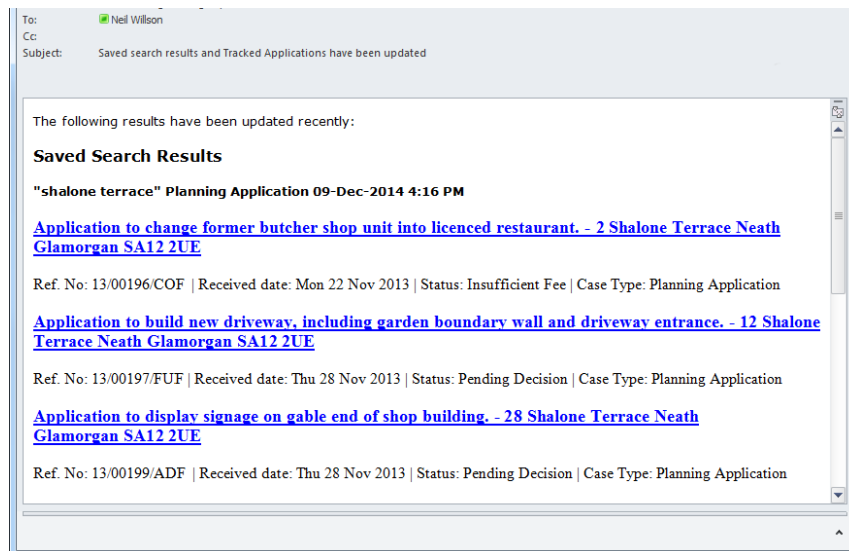 To: Neil Willson
Cc:
Subject: Saved search results and Tracked Applications have been updated
The following results have been updated recently:
Saved Search Results
"shalone terrace" Planning Application 09-Dec-2014 4:16 PM
Application to change former butcher shop unit into licenced restaurant. - 2 Shalone Terrace Neath
Glamorgan SA12 2UE
Ref. No: 13/00196/COF | Received date: Mon 22 Nov 2013 | Status: Insufficient Fee | Case Type: Planning Application
Application to build new driveway, including garden boundary wall and driveway entrance. - 12 Shalone
Terrace Neath Glamorgan SA12 2UE
Ref. No: 13/00197/FUF | Received date: Thu 28 Nov 2013 | Status: Pending Decision | Case Type: Planning Application
Application to display signage on gable end of shop building. - 28 Shalone Terrace Neath
Glamorgan SA12 2UE
Ref. No: 13/00199/ADF | Received date: Thu 28 Nov 2013 | Status: Pending Decision | Case Type: Planning Application